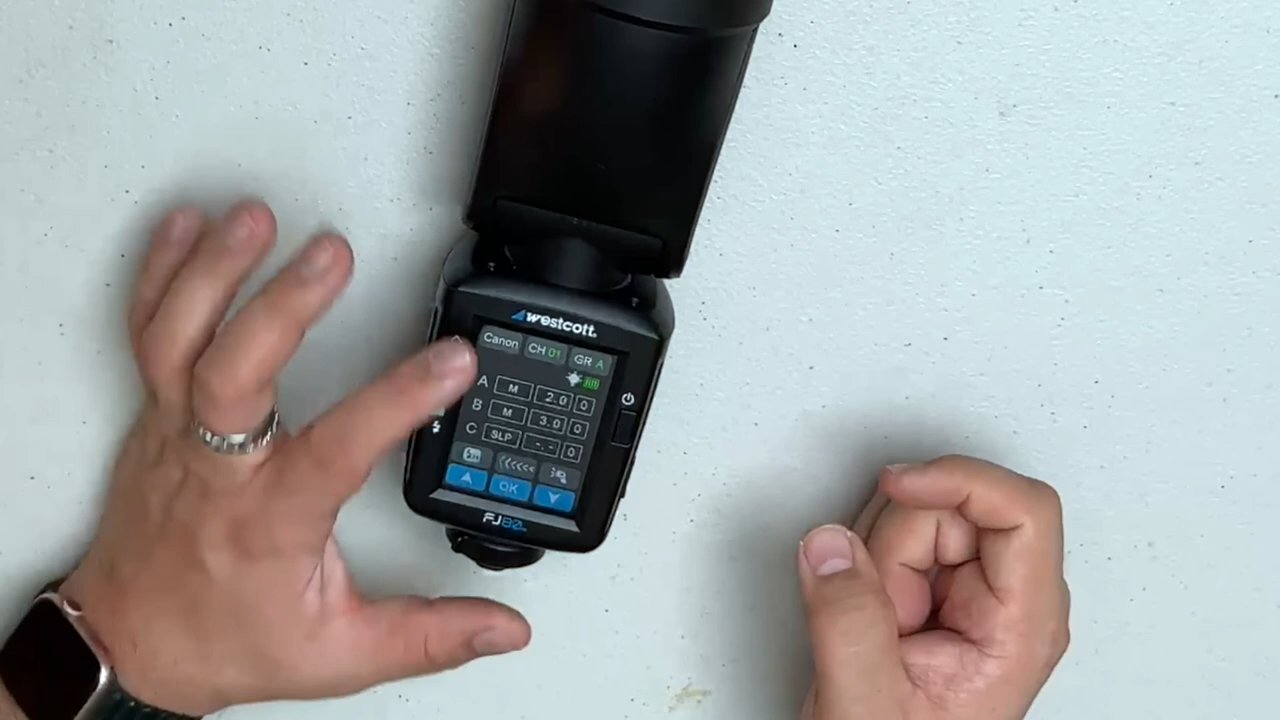 westcott
Canon CH 01 GR A
A M 2.0 0
B M 3.0 0
C SLP -.- 0
OK
FJ80